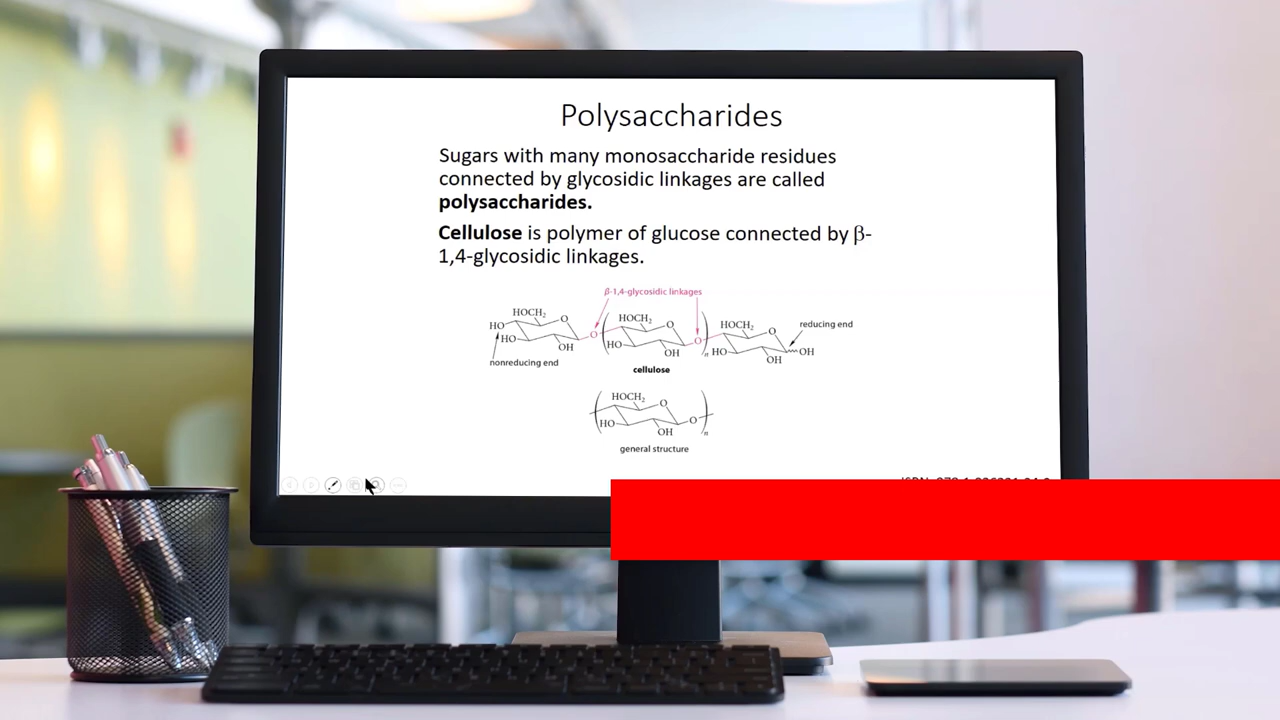 Polysaccharides
Sugars with many monosaccharide residues
connected by glycosidic linkages are called
polysaccharides.
Cellulose is polymer of glucose connected by β-
1,4-glycosidic linkages.
β-1,4-glycosidic linkages
HOCH₂ O HOCH₂ O HOCH₂ O reducing end
HO O O
HO OH HO OH n HO OH OH
nonreducing end
cellulose
HOCH₂ O
HO OH O n
general structure